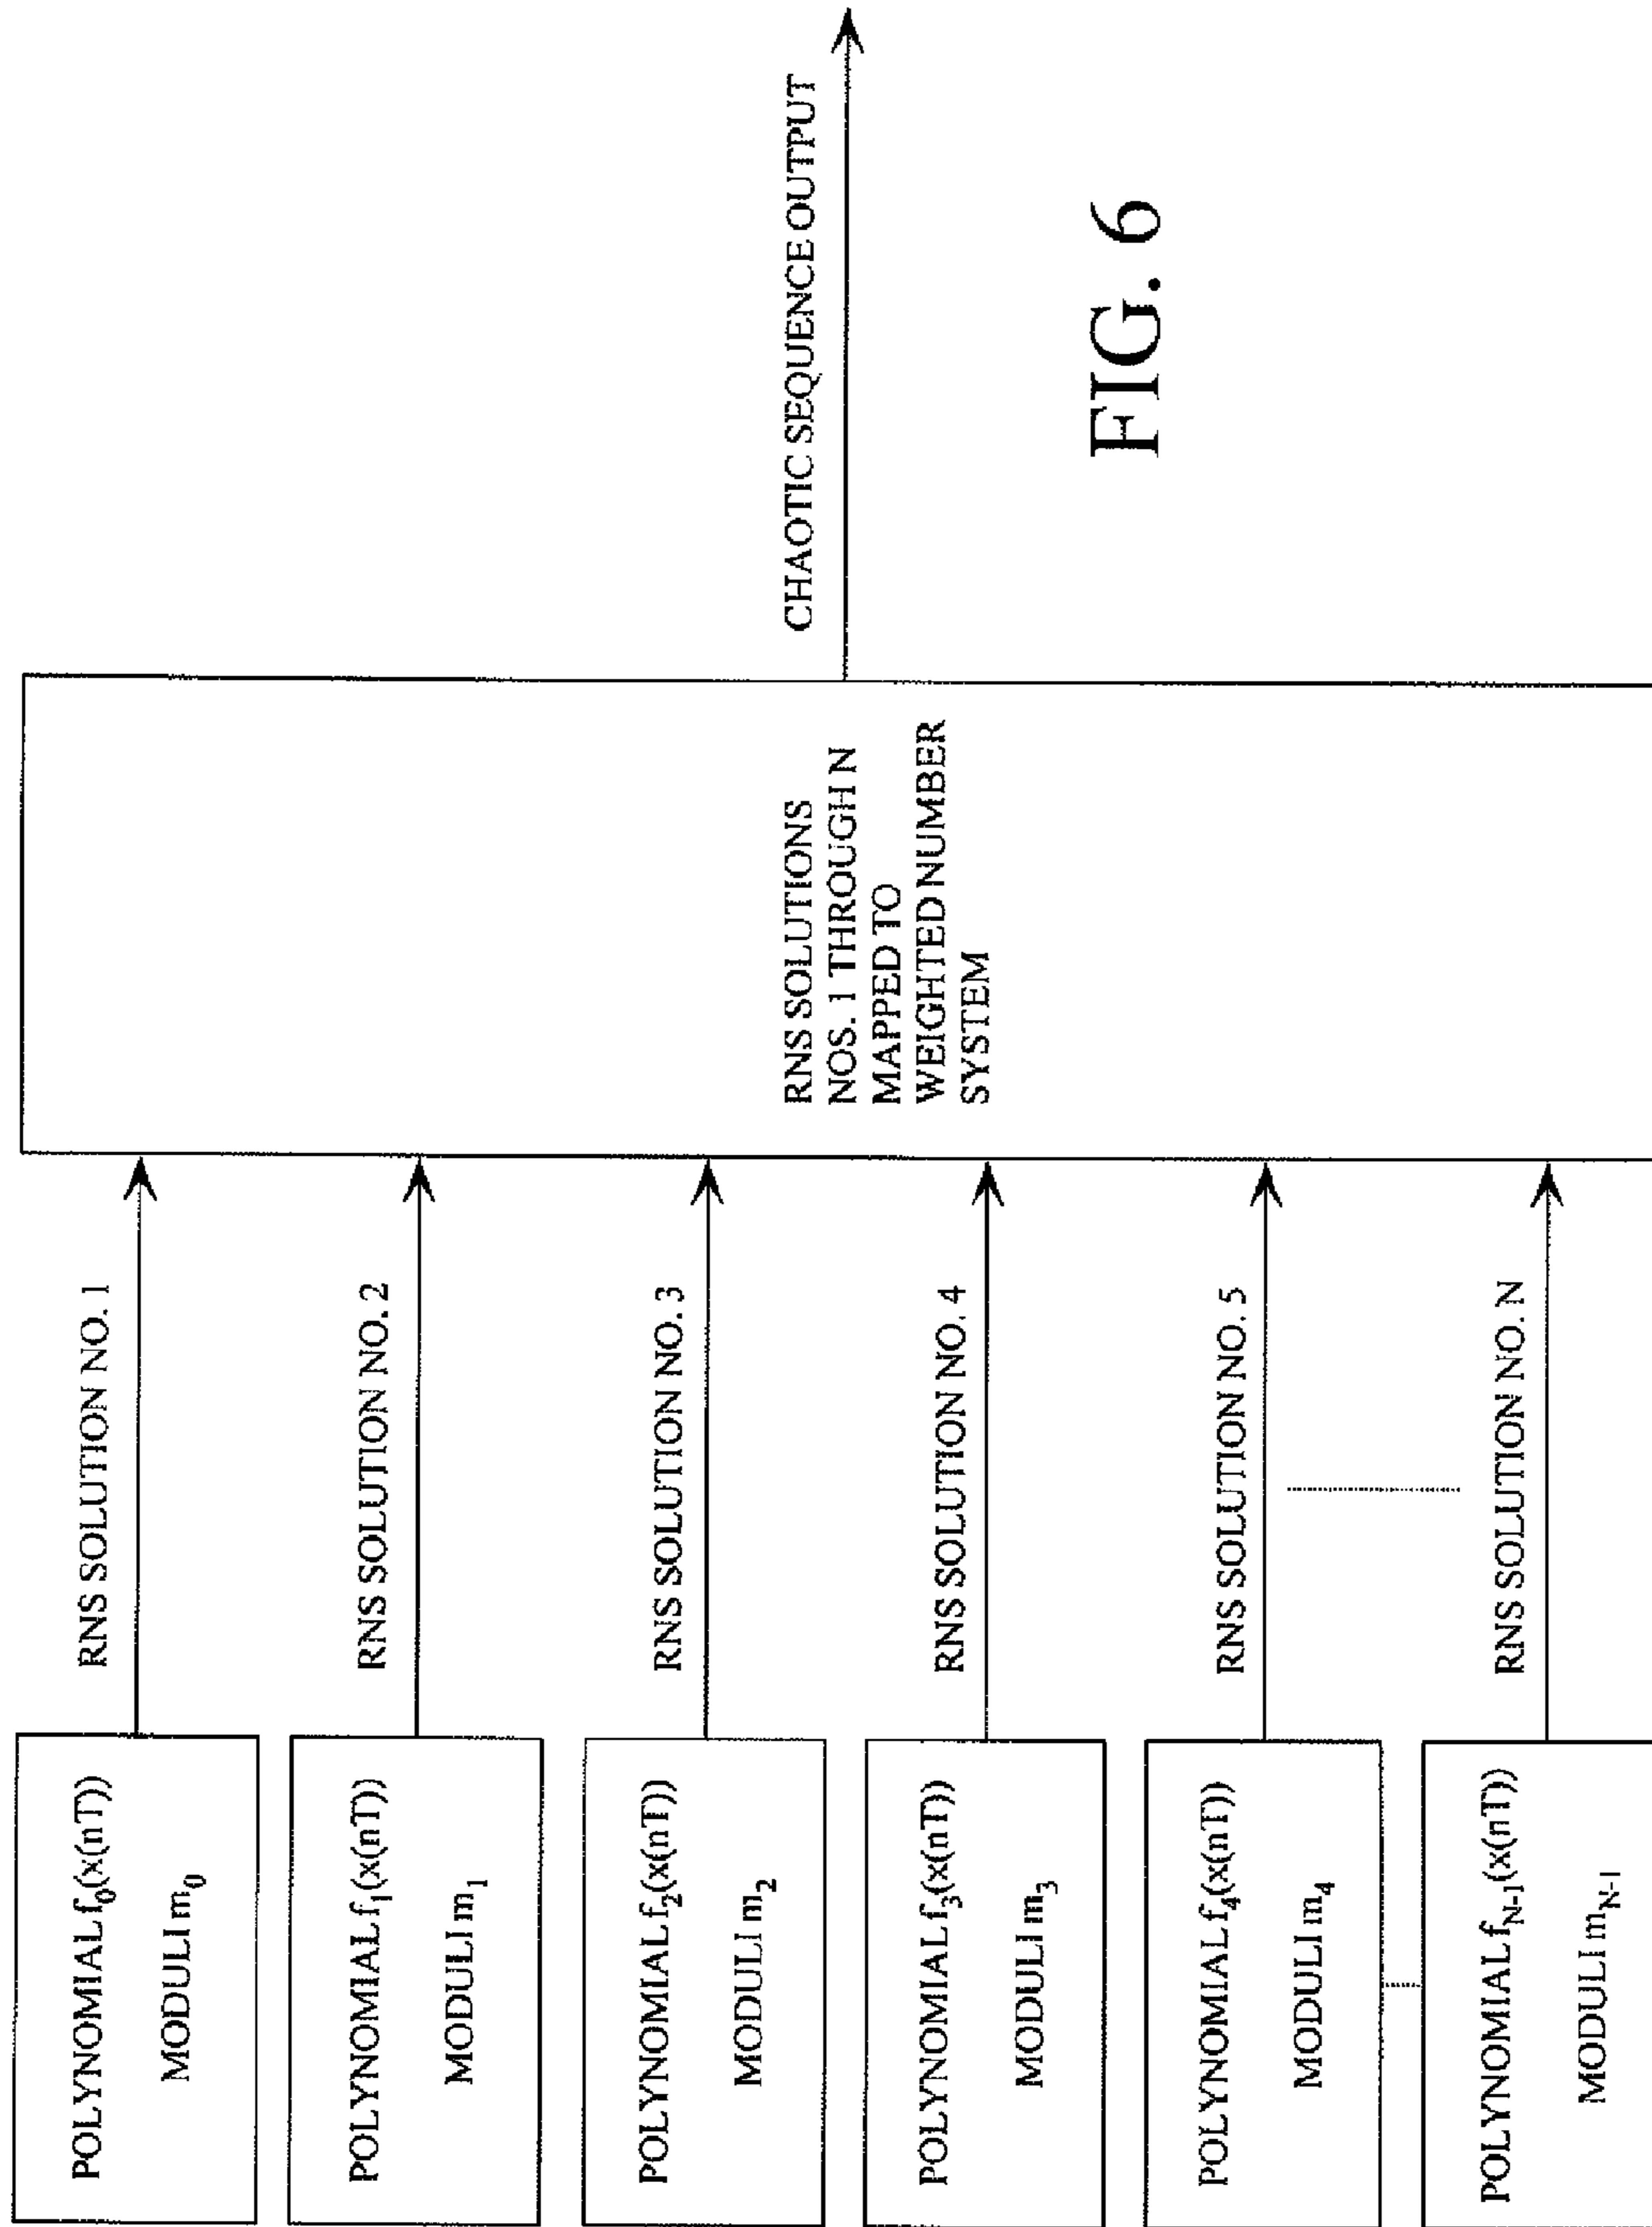 POLYNOMIAL f₀(x(nT))
MODULI m₀
RNS SOLUTION NO. 1
POLYNOMIAL f₁(x(nT))
MODULI m₁
RNS SOLUTION NO. 2
POLYNOMIAL f₂(x(nT))
MODULI m₂
RNS SOLUTION NO. 3
POLYNOMIAL f₃(x(nT))
MODULI m₃
RNS SOLUTION NO. 4
POLYNOMIAL f₄(x(nT))
MODULI m₄
RNS SOLUTION NO. 5
POLYNOMIAL f_N-1(x(nT))
MODULI m_N-1
RNS SOLUTION NO. N
RNS SOLUTIONS
NOS. 1 THROUGH N
MAPPED TO
WEIGHTED NUMBER
SYSTEM
CHAOTIC SEQUENCE OUTPUT
FIG. 6